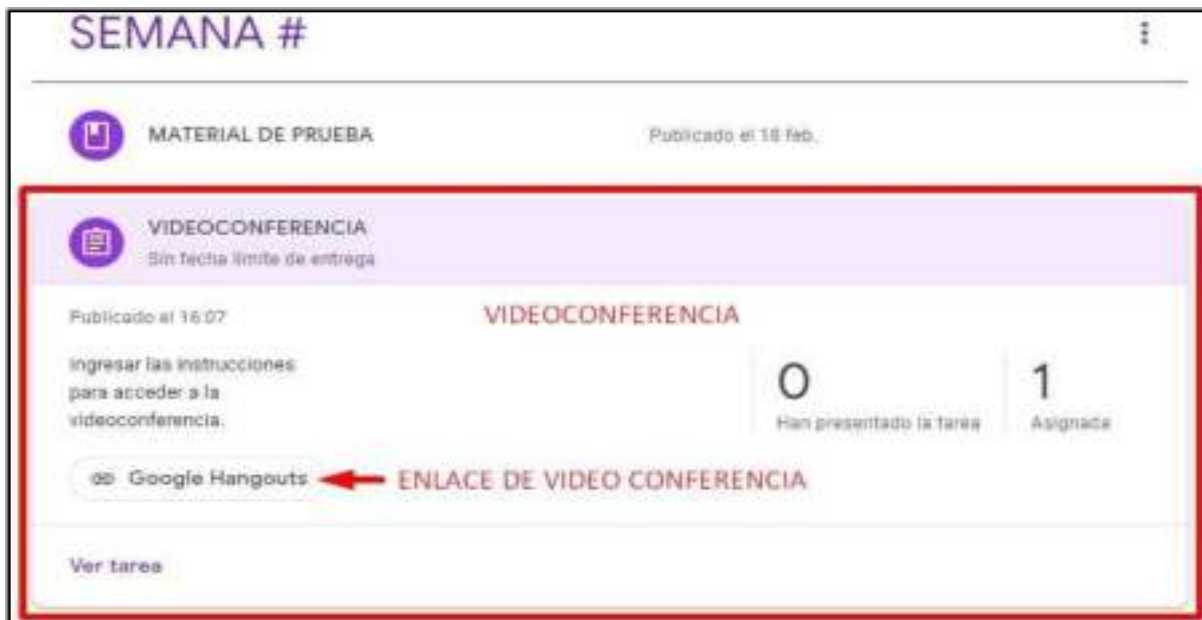 SEMANA #
MATERIAL DE PRUEBA
Publicado el 18 feb.
VIDEOCONFERENCIA
Sin fecha límite de entrega
Publicado el 16:07
VIDEOCONFERENCIA
Ingresar las instrucciones
para acceder a la
videoconferencia.
0
Han presentado la tarea
1
Asignada
Google Hangouts
ENLACE DE VIDEO CONFERENCIA
Ver tarea